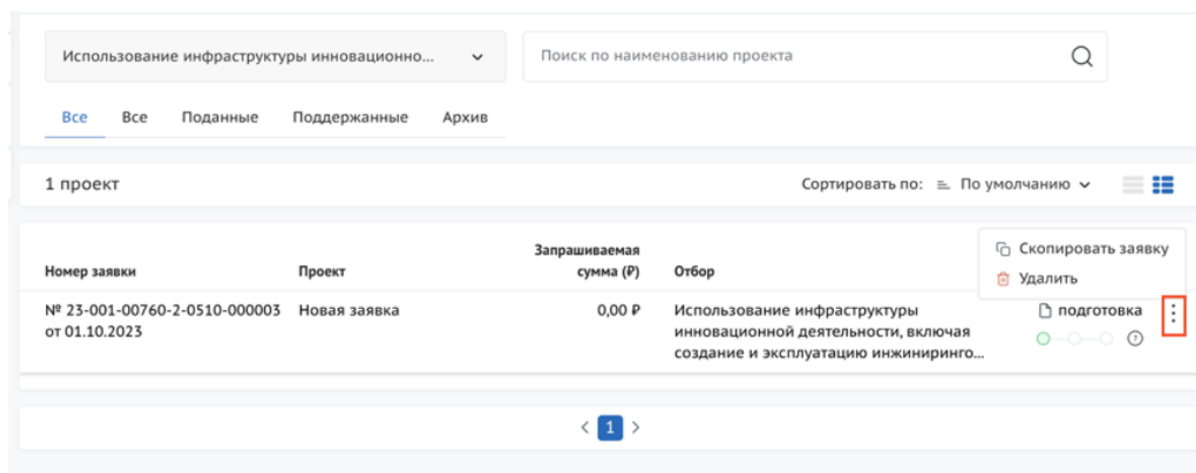 Использование инфраструктуры инновационно...
Поиск по наименованию проекта
Все Все Поданные Поддержанные Архив
1 проект
Сортировать по: По умолчанию
Скопировать заявку
Удалить
Номер заявки
Проект
Запрашиваемая
сумма (₽)
Отбор
№ 23-001-00760-2-0510-000003
от 01.10.2023
Новая заявка
0,00 ₽
Использование инфраструктуры
инновационной деятельности, включая
создание и эксплуатацию инжиниринго...
подготовка
?
< 1 >